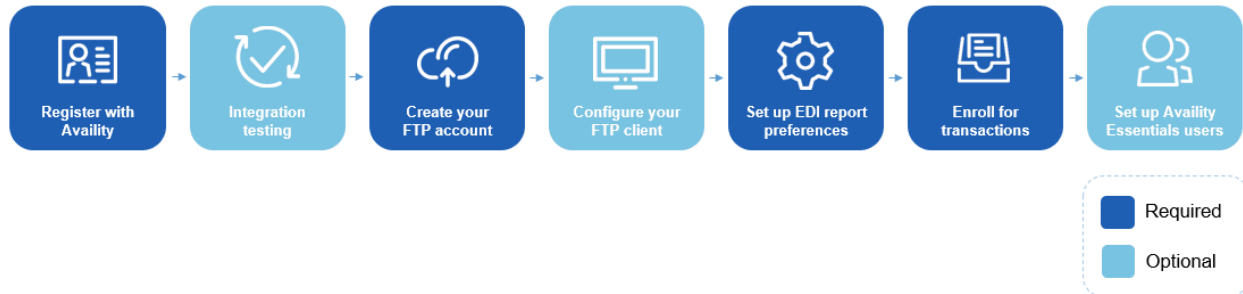 Register with
Availity
Integration
testing
Create your
FTP account
Configure your
FTP client
Set up EDI report
preferences
Enroll for
transactions
Set up Availity
Essentials users
Required
Optional